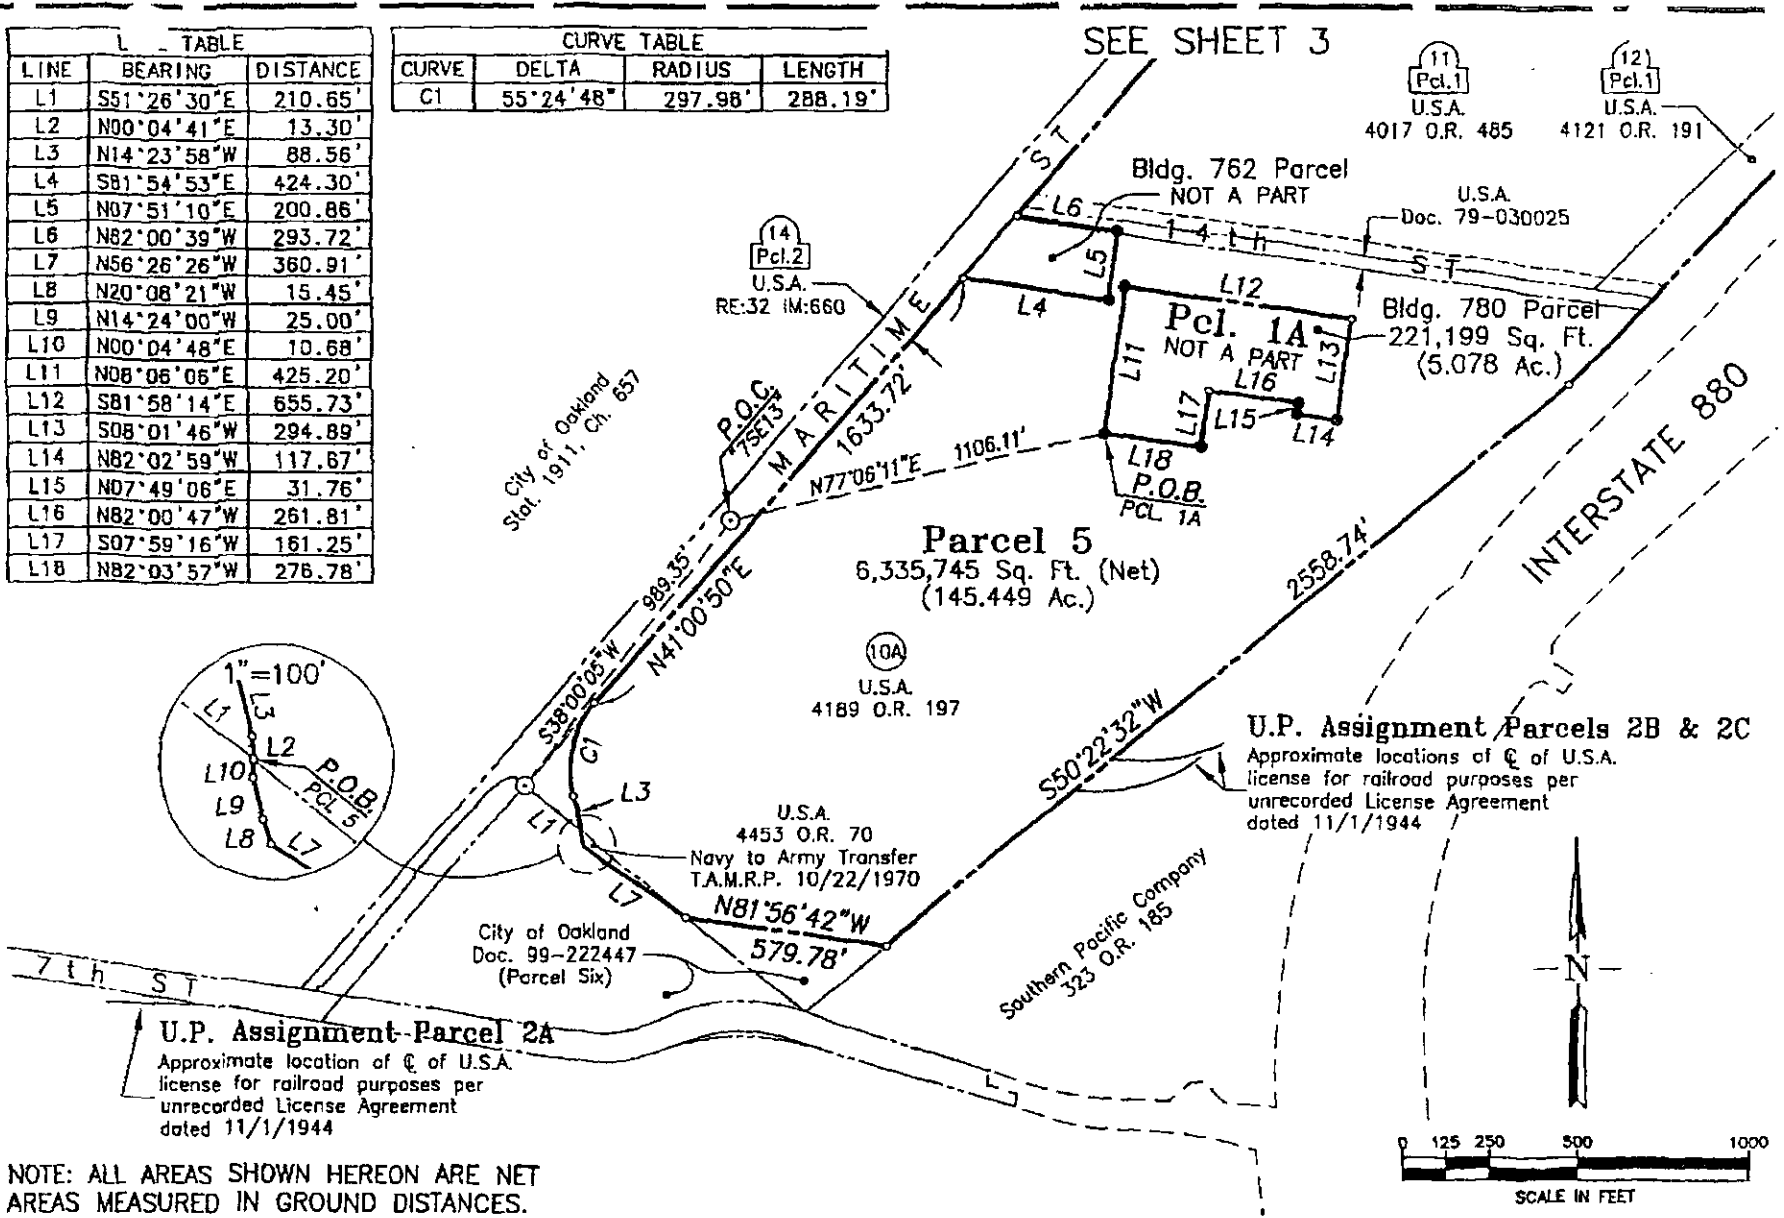 L _ TABLE
LINE BEARING DISTANCE
L1 S51°26'30"E 210.65'
L2 N00°04'41"E 13.30'
L3 N14°23'58"W 88.56'
L4 S81°54'53"E 424.30'
L5 N07°51'10"E 200.86'
L6 N82°00'39"W 293.72'
L7 N56°26'26"W 360.91'
L8 N20°08'21"W 15.45'
L9 N14°24'00"W 25.00'
L10 N00°04'48"E 10.68'
L11 N08°06'06"E 425.20'
L12 S81°58'14"E 655.73'
L13 S08°01'46"W 294.89'
L14 N82°02'59"W 117.67'
L15 N07°49'06"E 31.76'
L16 N82°00'47"W 261.81'
L17 S07°59'16"W 161.25'
L18 N82°03'57"W 276.78'
CURVE TABLE
CURVE DELTA RADIUS LENGTH
C1 55°24'48" 297.98' 288.19'
SEE SHEET 3
11
Pcl.1
U.S.A.
4017 O.R. 485
12
Pcl.1
U.S.A.
4121 O.R. 191
Bldg. 762 Parcel
NOT A PART
U.S.A.
Doc. 79-030025
14
Pcl.2
U.S.A.
RE:32 IM:660
MARITIME ST
14th ST
L6
L5
L4
L12
L11
Pcl. 1A
NOT A PART
L13
Bldg. 780 Parcel
221,199 Sq. Ft.
(5.078 Ac.)
L16
L17
L15
L14
L18
P.O.B.
PCL 1A
City of Oakland
Stat. 1911, Ch. 657
P.O.C.
"7SE13"
1633.72'
N77°06'11"E 1106.11'
INTERSTATE 880
Parcel 5
6,335,745 Sq. Ft. (Net)
(145.449 Ac.)
2558.74'
989.35'
N41°00'50"E
S38°00'05"W
10A
U.S.A.
4189 O.R. 197
S50°22'32"W
1"=100'
L1
L3
L2
L10
P.O.B.
PCL 5
L9
L8
L7
C1
L3
L1
L7
U.S.A.
4453 O.R. 70
Navy to Army Transfer
T.A.M.R.P. 10/22/1970
U.P. Assignment Parcels 2B & 2C
Approximate locations of ℄ of U.S.A.
license for railroad purposes per
unrecorded License Agreement
dated 11/1/1944
N81°56'42"W
579.78'
City of Oakland
Doc. 99-222447
(Parcel Six)
Southern Pacific Company
323 O.R. 185
N
7th ST
U.P. Assignment Parcel 2A
Approximate location of ℄ of U.S.A.
license for railroad purposes per
unrecorded License Agreement
dated 11/1/1944
NOTE: ALL AREAS SHOWN HEREON ARE NET
AREAS MEASURED IN GROUND DISTANCES.
0 125 250 500 1000
SCALE IN FEET